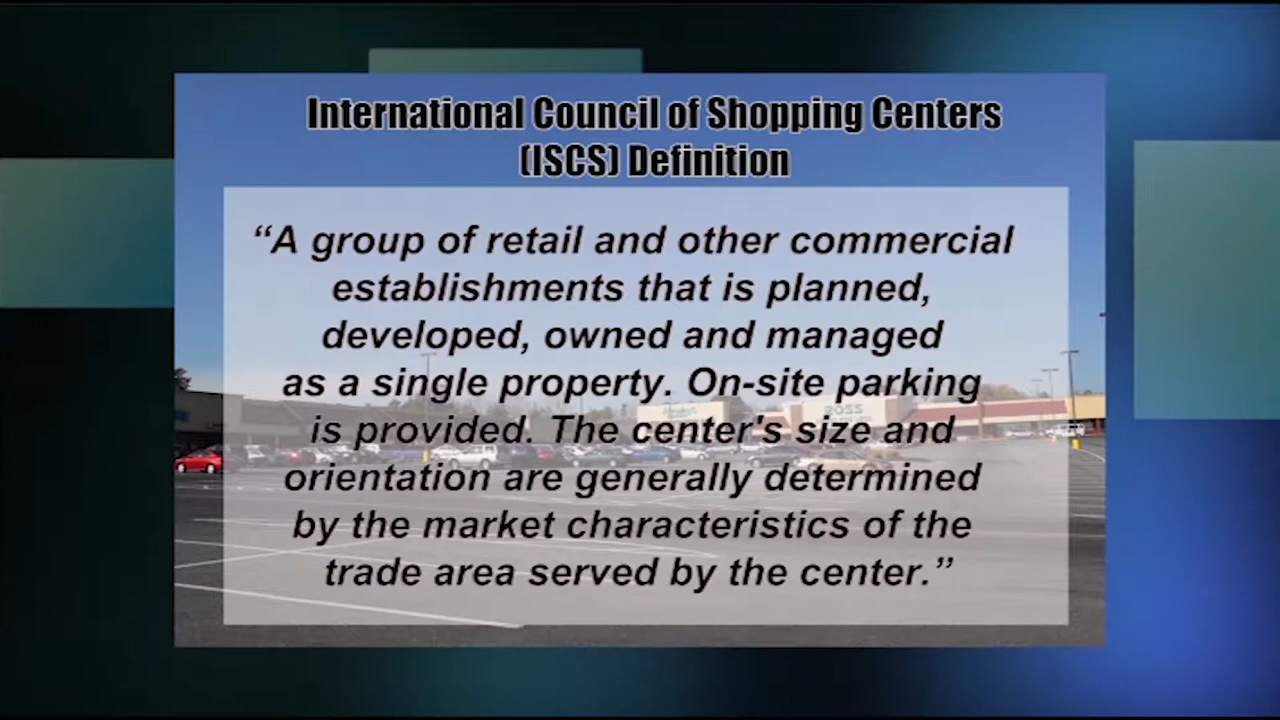 International Council of Shopping Centers
(ISCS) Definition
“A group of retail and other commercial
establishments that is planned,
developed, owned and managed
as a single property. On-site parking
is provided. The center's size and
orientation are generally determined
by the market characteristics of the
trade area served by the center.”
ROSS